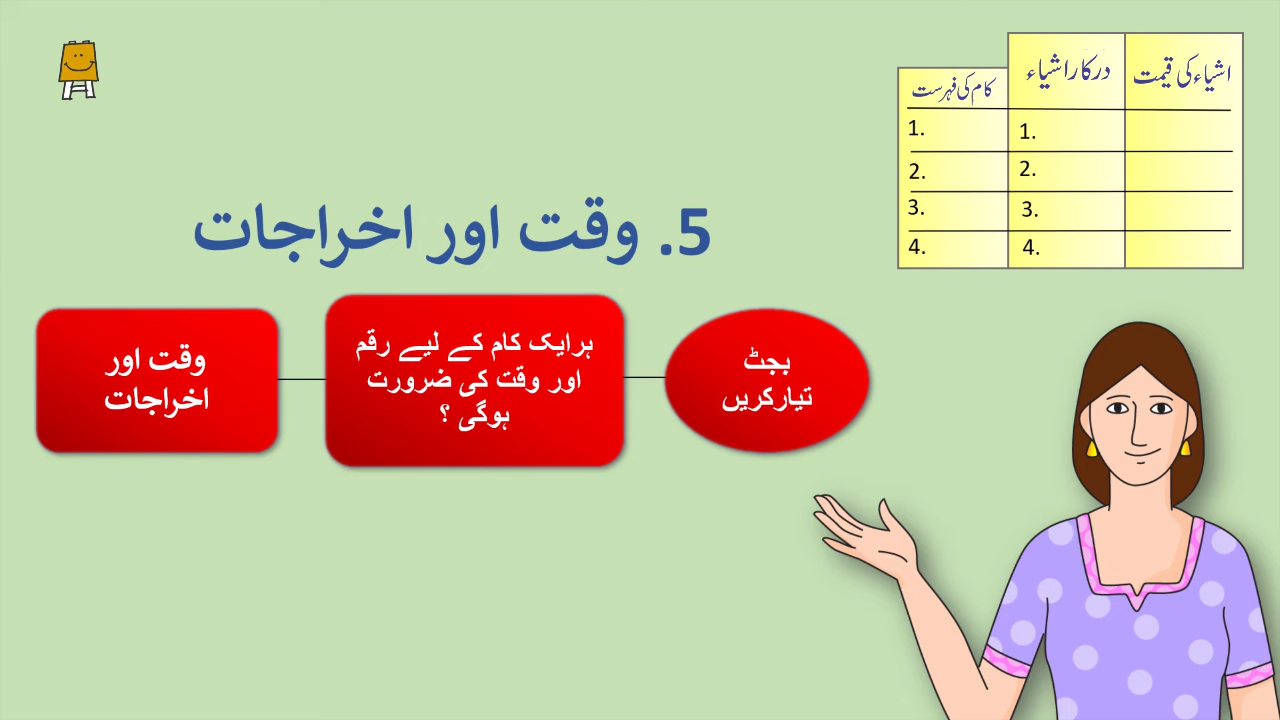 کام کی فہرست
درکار اشیاء
اشیاء کی قیمت
1.
1.
2.
2.
3.
3.
4.
4.
5. وقت اور اخراجات
وقت اور
اخراجات
ہرایک کام کے لیے رقم
اور وقت کی ضرورت
ہوگی ؟
بجٹ
تیارکریں